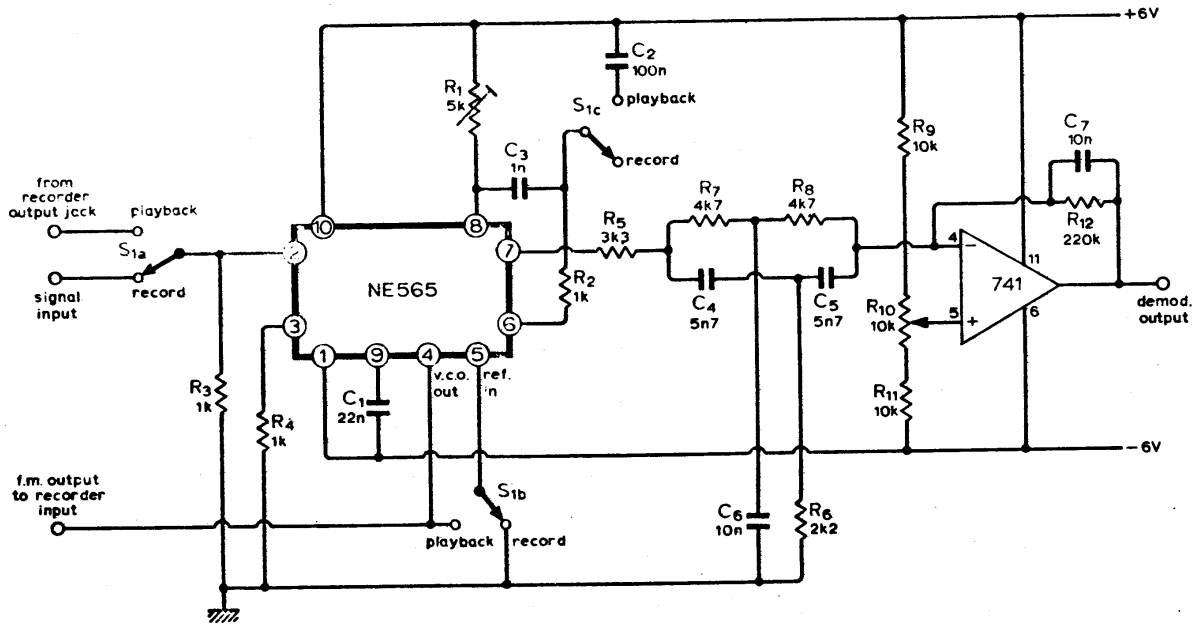 +6V
C2
100n
playback
S1c
record
R1
5k
C3
1n
R9
10k
C7
10n
R12
220k
from
recorder
output jack
playback
S1a
record
signal
input
10
8
7
6
3
1
9
4
5
NE565
v.c.o.
out
ref.
in
R5
3k3
R7
4k7
R8
4k7
C4
5n7
C5
5n7
R2
1k
R10
10k
R11
10k
4
−
11
741
5
+
6
demod.
output
R3
1k
R4
1k
C1
22n
−6V
f.m. output
to recorder
input
S1b
playback
record
C6
10n
R6
2k2